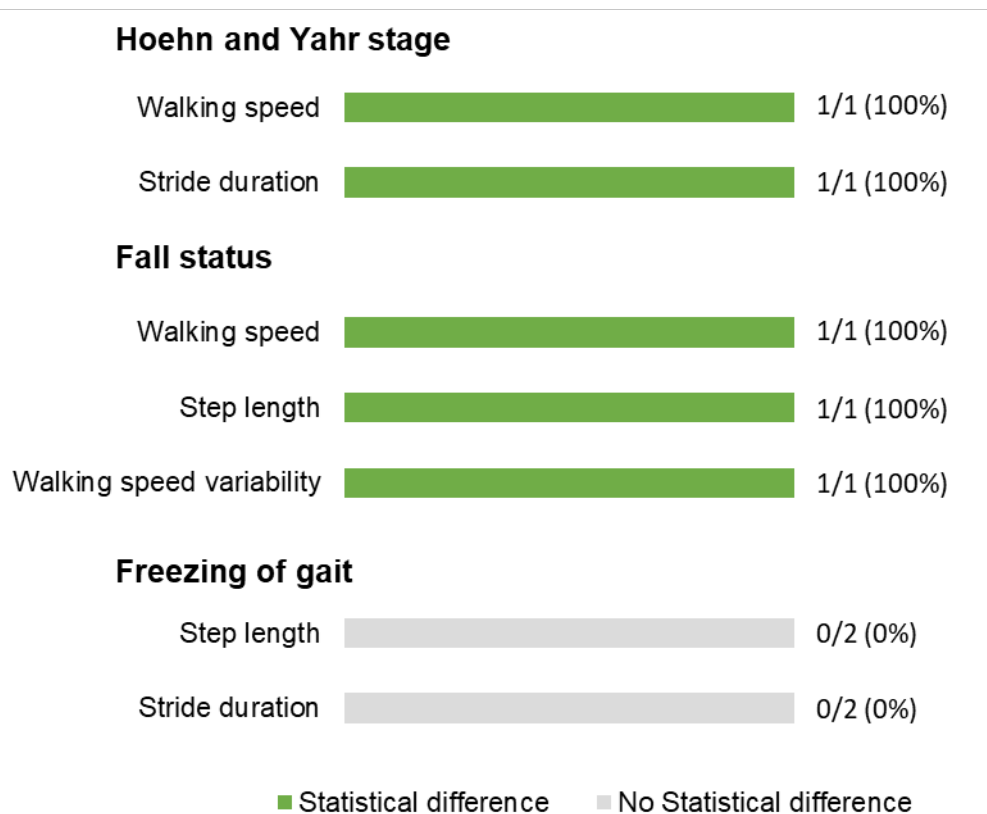 Hoehn and Yahr stage
Walking speed 1/1 (100%)
Stride duration 1/1 (100%)
Fall status
Walking speed 1/1 (100%)
Step length 1/1 (100%)
Walking speed variability 1/1 (100%)
Freezing of gait
Step length 0/2 (0%)
Stride duration 0/2 (0%)
Statistical difference No Statistical difference